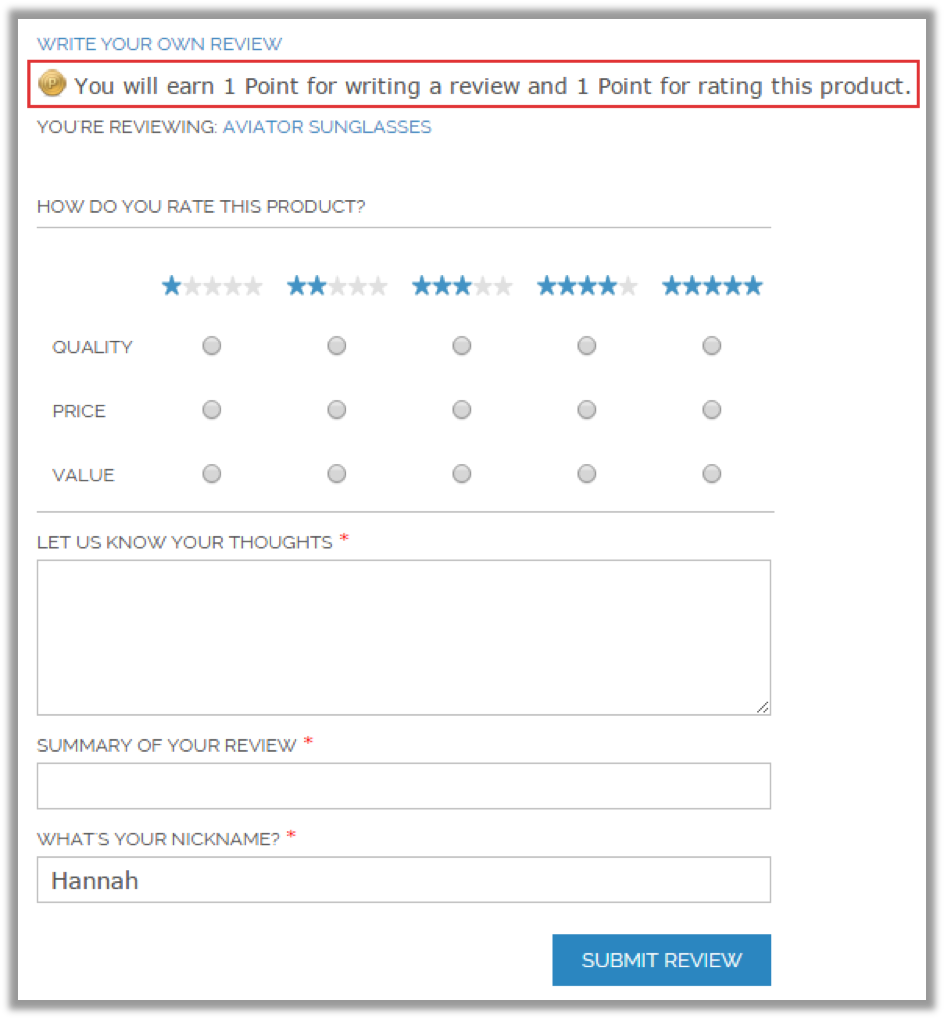 WRITE YOUR OWN REVIEW
P You will earn 1 Point for writing a review and 1 Point for rating this product.
YOU'RE REVIEWING: AVIATOR SUNGLASSES
HOW DO YOU RATE THIS PRODUCT?
QUALITY
PRICE
VALUE
LET US KNOW YOUR THOUGHTS *
SUMMARY OF YOUR REVIEW *
WHAT'S YOUR NICKNAME? *
Hannah
SUBMIT REVIEW